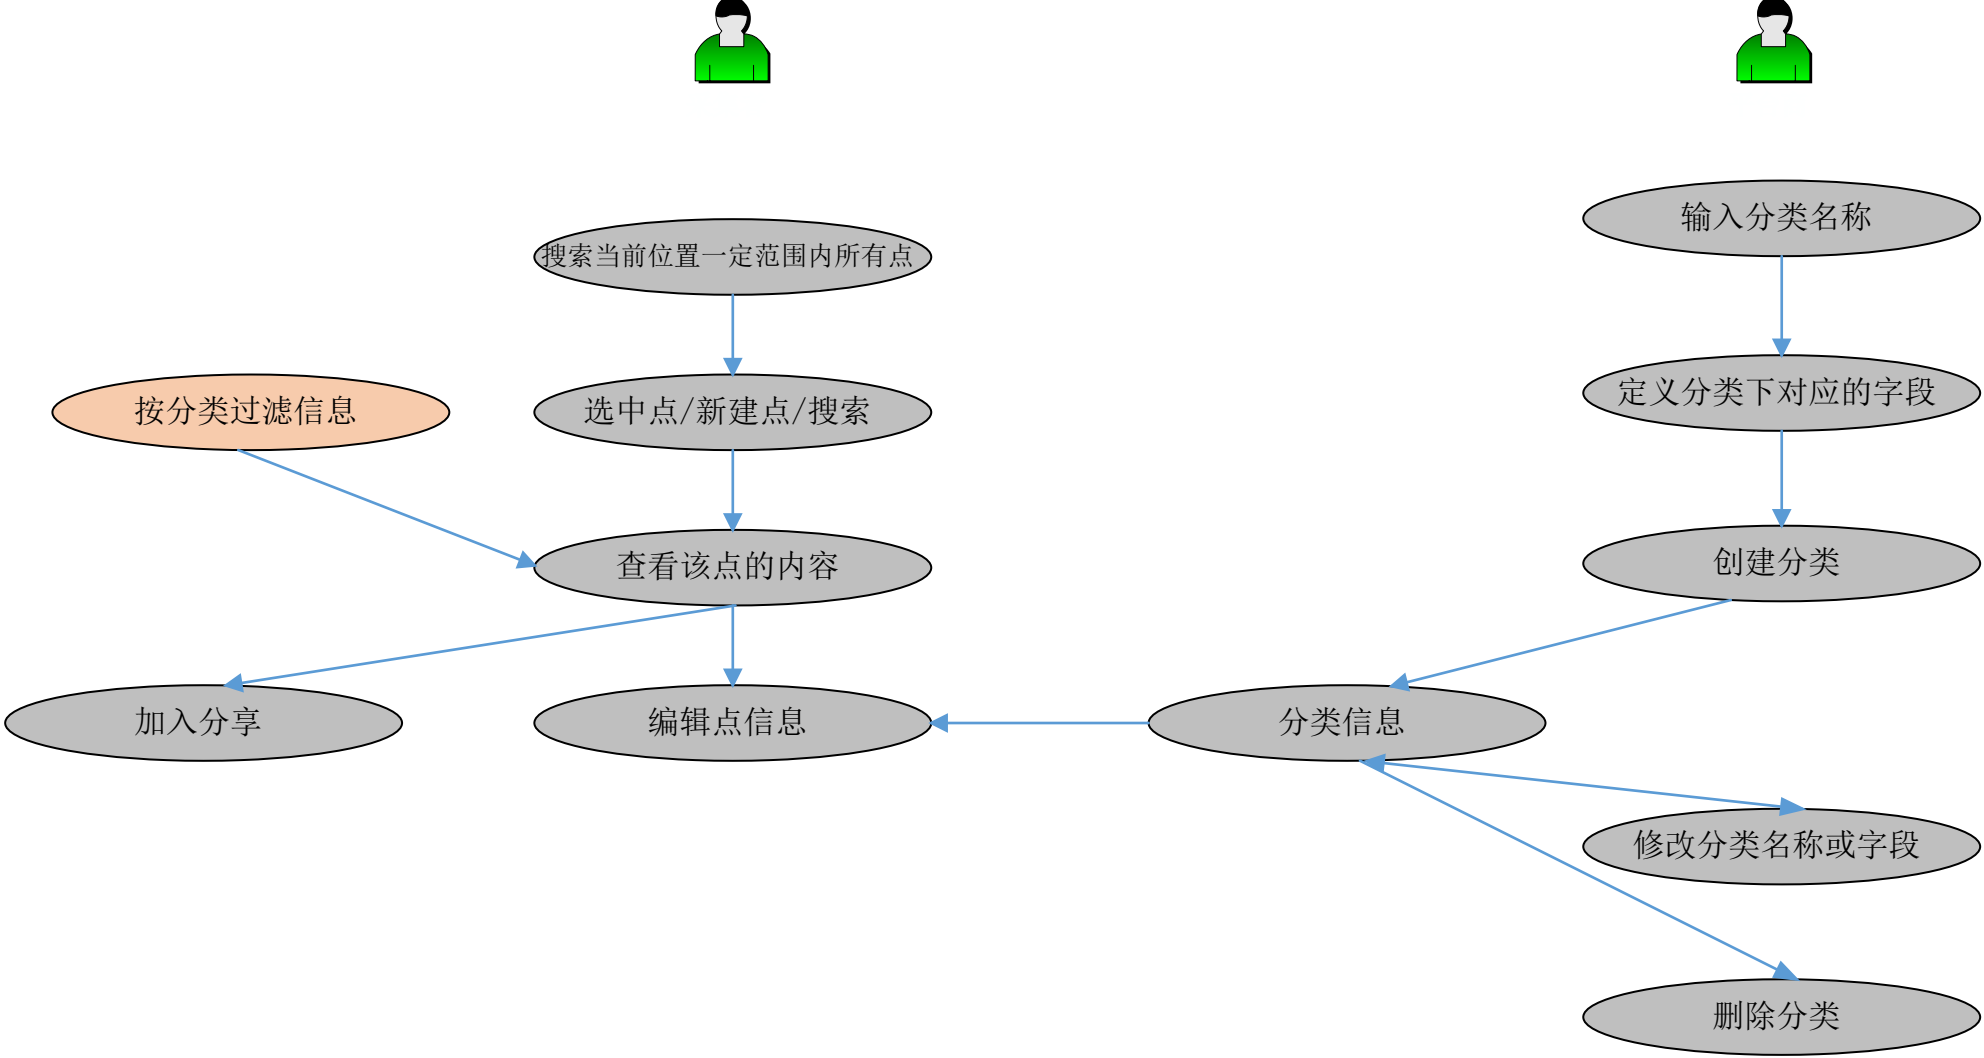 输入分类名称
搜索当前位置一定范围内所有点
定义分类下对应的字段
按分类过滤信息
选中点/新建点/搜索
查看该点的内容
创建分类
加入分享
编辑点信息
分类信息
修改分类名称或字段
删除分类